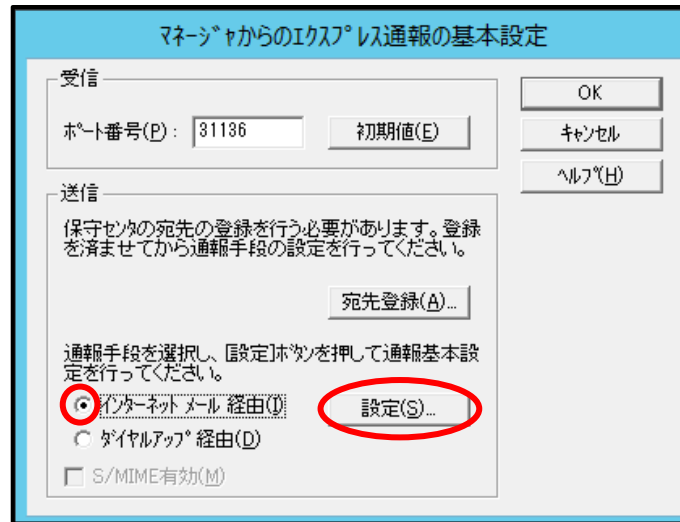 ﾏﾈｰｼﾞｬからのｴｸｽﾌﾟﾚｽ通報の基本設定
受信
ﾎﾟｰﾄ番号(P)： 31136 初期値(E)
OK
ｷｬﾝｾﾙ
ﾍﾙﾌﾟ(H)
送信
保守ｾﾝﾀの宛先の登録を行う必要があります。登録
を済ませてから通報手段の設定を行ってください。
宛先登録(A)...
通報手段を選択し、[設定]ﾎﾞﾀﾝを押して通報基本設
定を行ってください。
ｲﾝﾀｰﾈｯﾄ ﾒｰﾙ 経由(I) 設定(S)...
ﾀﾞｲﾔﾙｱｯﾌﾟ 経由(D)
S/MIME有効(M)